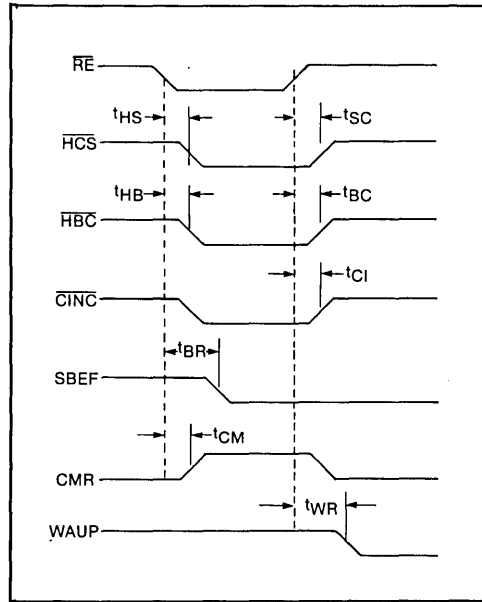 RE
tHS
tSC
HCS
tHB
tBC
HBC
tCI
CINC
tBR
SBEF
tCM
CMR
tWR
WAUP